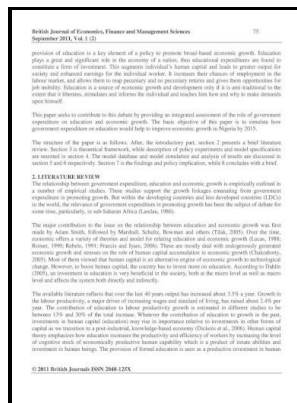 British Journal of Economics, Finance and Management Sciences 75
September 2011, Vol. 1 (2)
provision of education is a key element of a policy to promote broad-based economic growth. Education
plays a great and significant role in the economy of a nation, thus educational expenditures are found to
constitute a form of investment. This augments individual's human capital and leads to greater output for
society and enhanced earnings for the individual worker. It increases their chances of employment in the
labour market, and allows them to reap pecuniary and no pecuniary returns and gives them opportunities for
job mobility. Education is a source of economic growth and development only if it is anti-traditional to the
extent that it liberates, stimulates and informs the individual and teaches him how and why to make demands
upon himself.
This paper seeks to contribute to this debate by providing an integrated assessment of the role of government
expenditure on education and economic growth. The basic objective of this paper is to simulate how
government expenditure on education would help to improve economic growth in Nigeria by 2015.
The structure of the paper is as follows. After, the introductory part, section 2 presents a brief literature
review. Section 3 is theoretical framework, while description of policy experiments and model specifications
are presented in section 4. The model database and model simulation and analysis of results are discussed in
section 5 and 6 respectively. Section 7 is the findings and policy implication, while 8 concludes with a brief.
2. LITERATURE REVIEW
The relationship between government expenditure, education and economic growth is empirically outlined in
a number of empirical studies. These studies support the growth linkages emanating from government
expenditure in promoting growth. But within the developing countries and less developed countries (LDCs)
in the world, the relevance of government expenditure in promoting growth has been the subject of debate for
some time, particularly, in sub-Saharan Africa (Landau, 1986).
The major contribution to the issue on the relationship between education and economic growth was first
made by Adam Smith, followed by Marshall, Schultz, Bowman and others (Tilak, 2005). Over the time,
economic offers a variety of theories and model for relating education and economic growth (Lucas, 1988;
Romer, 1990; Rebelo, 1991; Francis and Iyare, 2006). These are mostly deal with endogenously generated
economic growth and stresses on the role of human capital accumulation in economic growth (Chakraborty,
2005). Most of them viewed that human capital is an alternative engine of economic growth to technological
change. However, to boost human capital, the society has to invest more on education. According to Dahlin
(2005), an investment in education is very beneficial in the society, both at the micro level as well as macro
level and affects the system both directly and indirectly.
The available literature reflects that over the last 40 years output has increased about 3.5% a year. Growth in
the labour productivity, a major driver of increasing wages and standard of living, has raised about 2.4% per
year. The contribution of education to labour productivity growth is estimated in different studies to be
between 13% and 30% of the total increase. Whatever the contribution of education to growth in the past,
investments in human capital (education) may rise in importance relative to investments in other forms of
capital as we transition to a post-industrial, knowledge-based economy (Dickens et al., 2006). Human capital
theory emphasizes how education increases the productivity and efficiency of workers by increasing the level
of cognitive stock of economically productive human capability which is a product of innate abilities and
investment in human beings. The provision of formal education is seen as a productive investment in human
© 2011 British Journals ISSN 2048-125X